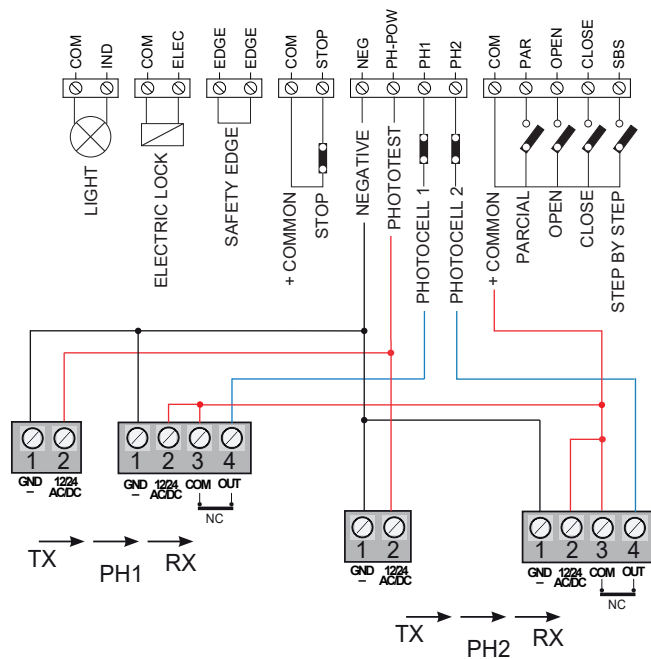 COM IND COM ELEC EDGE EDGE COM STOP NEG PH-POW PH1 PH2 COM PAR OPEN CLOSE SBS
LIGHT
ELECTRIC LOCK
SAFETY EDGE
+ COMMON
STOP
NEGATIVE
PHOTOTEST
PHOTOCELL 1
PHOTOCELL 2
+ COMMON
PARCIAL
OPEN
CLOSE
STEP BY STEP
1 2
GND 12/24
– AC/DC
1 2 3 4
GND 12/24 COM OUT
– AC/DC
NC
TX PH1 RX
1 2
GND 12/24
– AC/DC
1 2 3 4
GND 12/24 COM OUT
– AC/DC
NC
TX PH2 RX